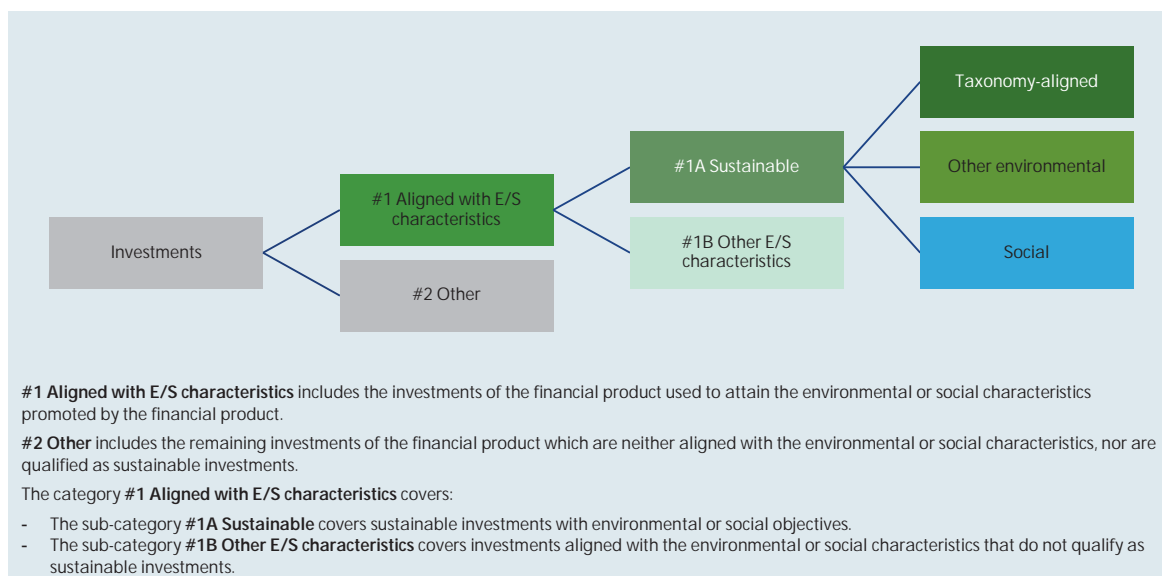 Taxonomy-aligned
#1A Sustainable
Other environmental
#1 Aligned with E/S
characteristics
#1B Other E/S
characteristics
Investments
Social
#2 Other
#1 Aligned with E/S characteristics includes the investments of the financial product used to attain the environmental or social characteristics
promoted by the financial product.
#2 Other includes the remaining investments of the financial product which are neither aligned with the environmental or social characteristics, nor are
qualified as sustainable investments.
The category #1 Aligned with E/S characteristics covers:
- The sub-category #1A Sustainable covers sustainable investments with environmental or social objectives.
- The sub-category #1B Other E/S characteristics covers investments aligned with the environmental or social characteristics that do not qualify as
sustainable investments.